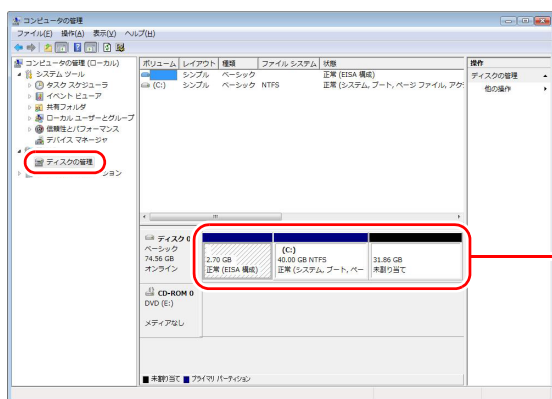 コンピュータの管理
ファイル(F) 操作(A) 表示(V) ヘルプ(H)
コンピュータの管理 (ローカル)
システム ツール
タスク スケジューラ
イベント ビューア
共有フォルダ
ローカル ユーザーとグループ
信頼性とパフォーマンス
デバイス マネージャ
ディスクの管理
ション
ボリューム レイアウト 種類 ファイル システム 状態
シンプル ベーシック 正常 (EISA 構成)
(C:) シンプル ベーシック NTFS 正常 (システム, ブート, ページ ファイル, アク
操作
ディスクの管理
他の操作
ディスク 0
ベーシック
74.56 GB
オンライン
2.70 GB
正常 (EISA 構成)
(C:)
40.00 GB NTFS
正常 (システム, ブート, ペー
31.86 GB
未割り当て
CD-ROM 0
DVD (E:)
メディアなし
未割り当て プライマリ パーティション